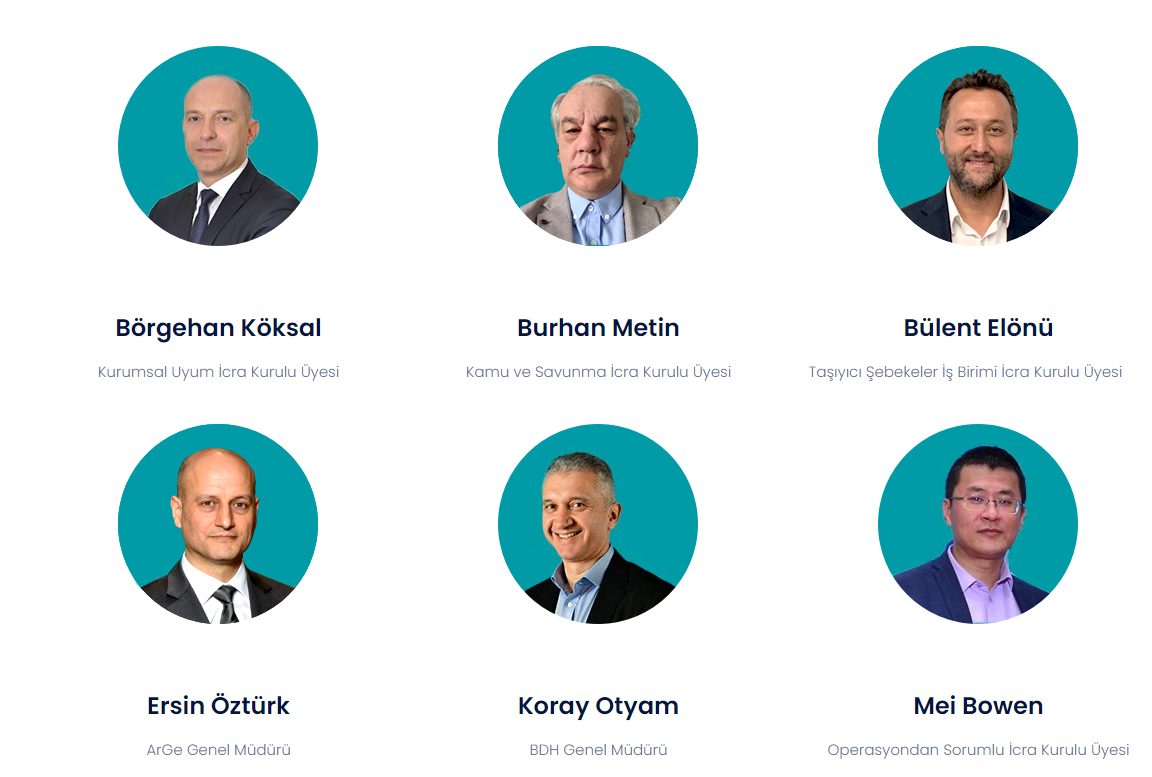 Börgehan Köksal
Burhan Metin
Bülent Elönü
Kurumsal Uyum İcra Kurulu Üyesi
Kamu ve Savunma İcra Kurulu Üyesi
Taşıyıcı Şebekeler İş Birimi İcra Kurulu Üyesi
Ersin Öztürk
Koray Otyam
Mei Bowen
ArGe Genel Müdürü
BDH Genel Müdürü
Operasyondan Sorumlu İcra Kurulu Üyesi